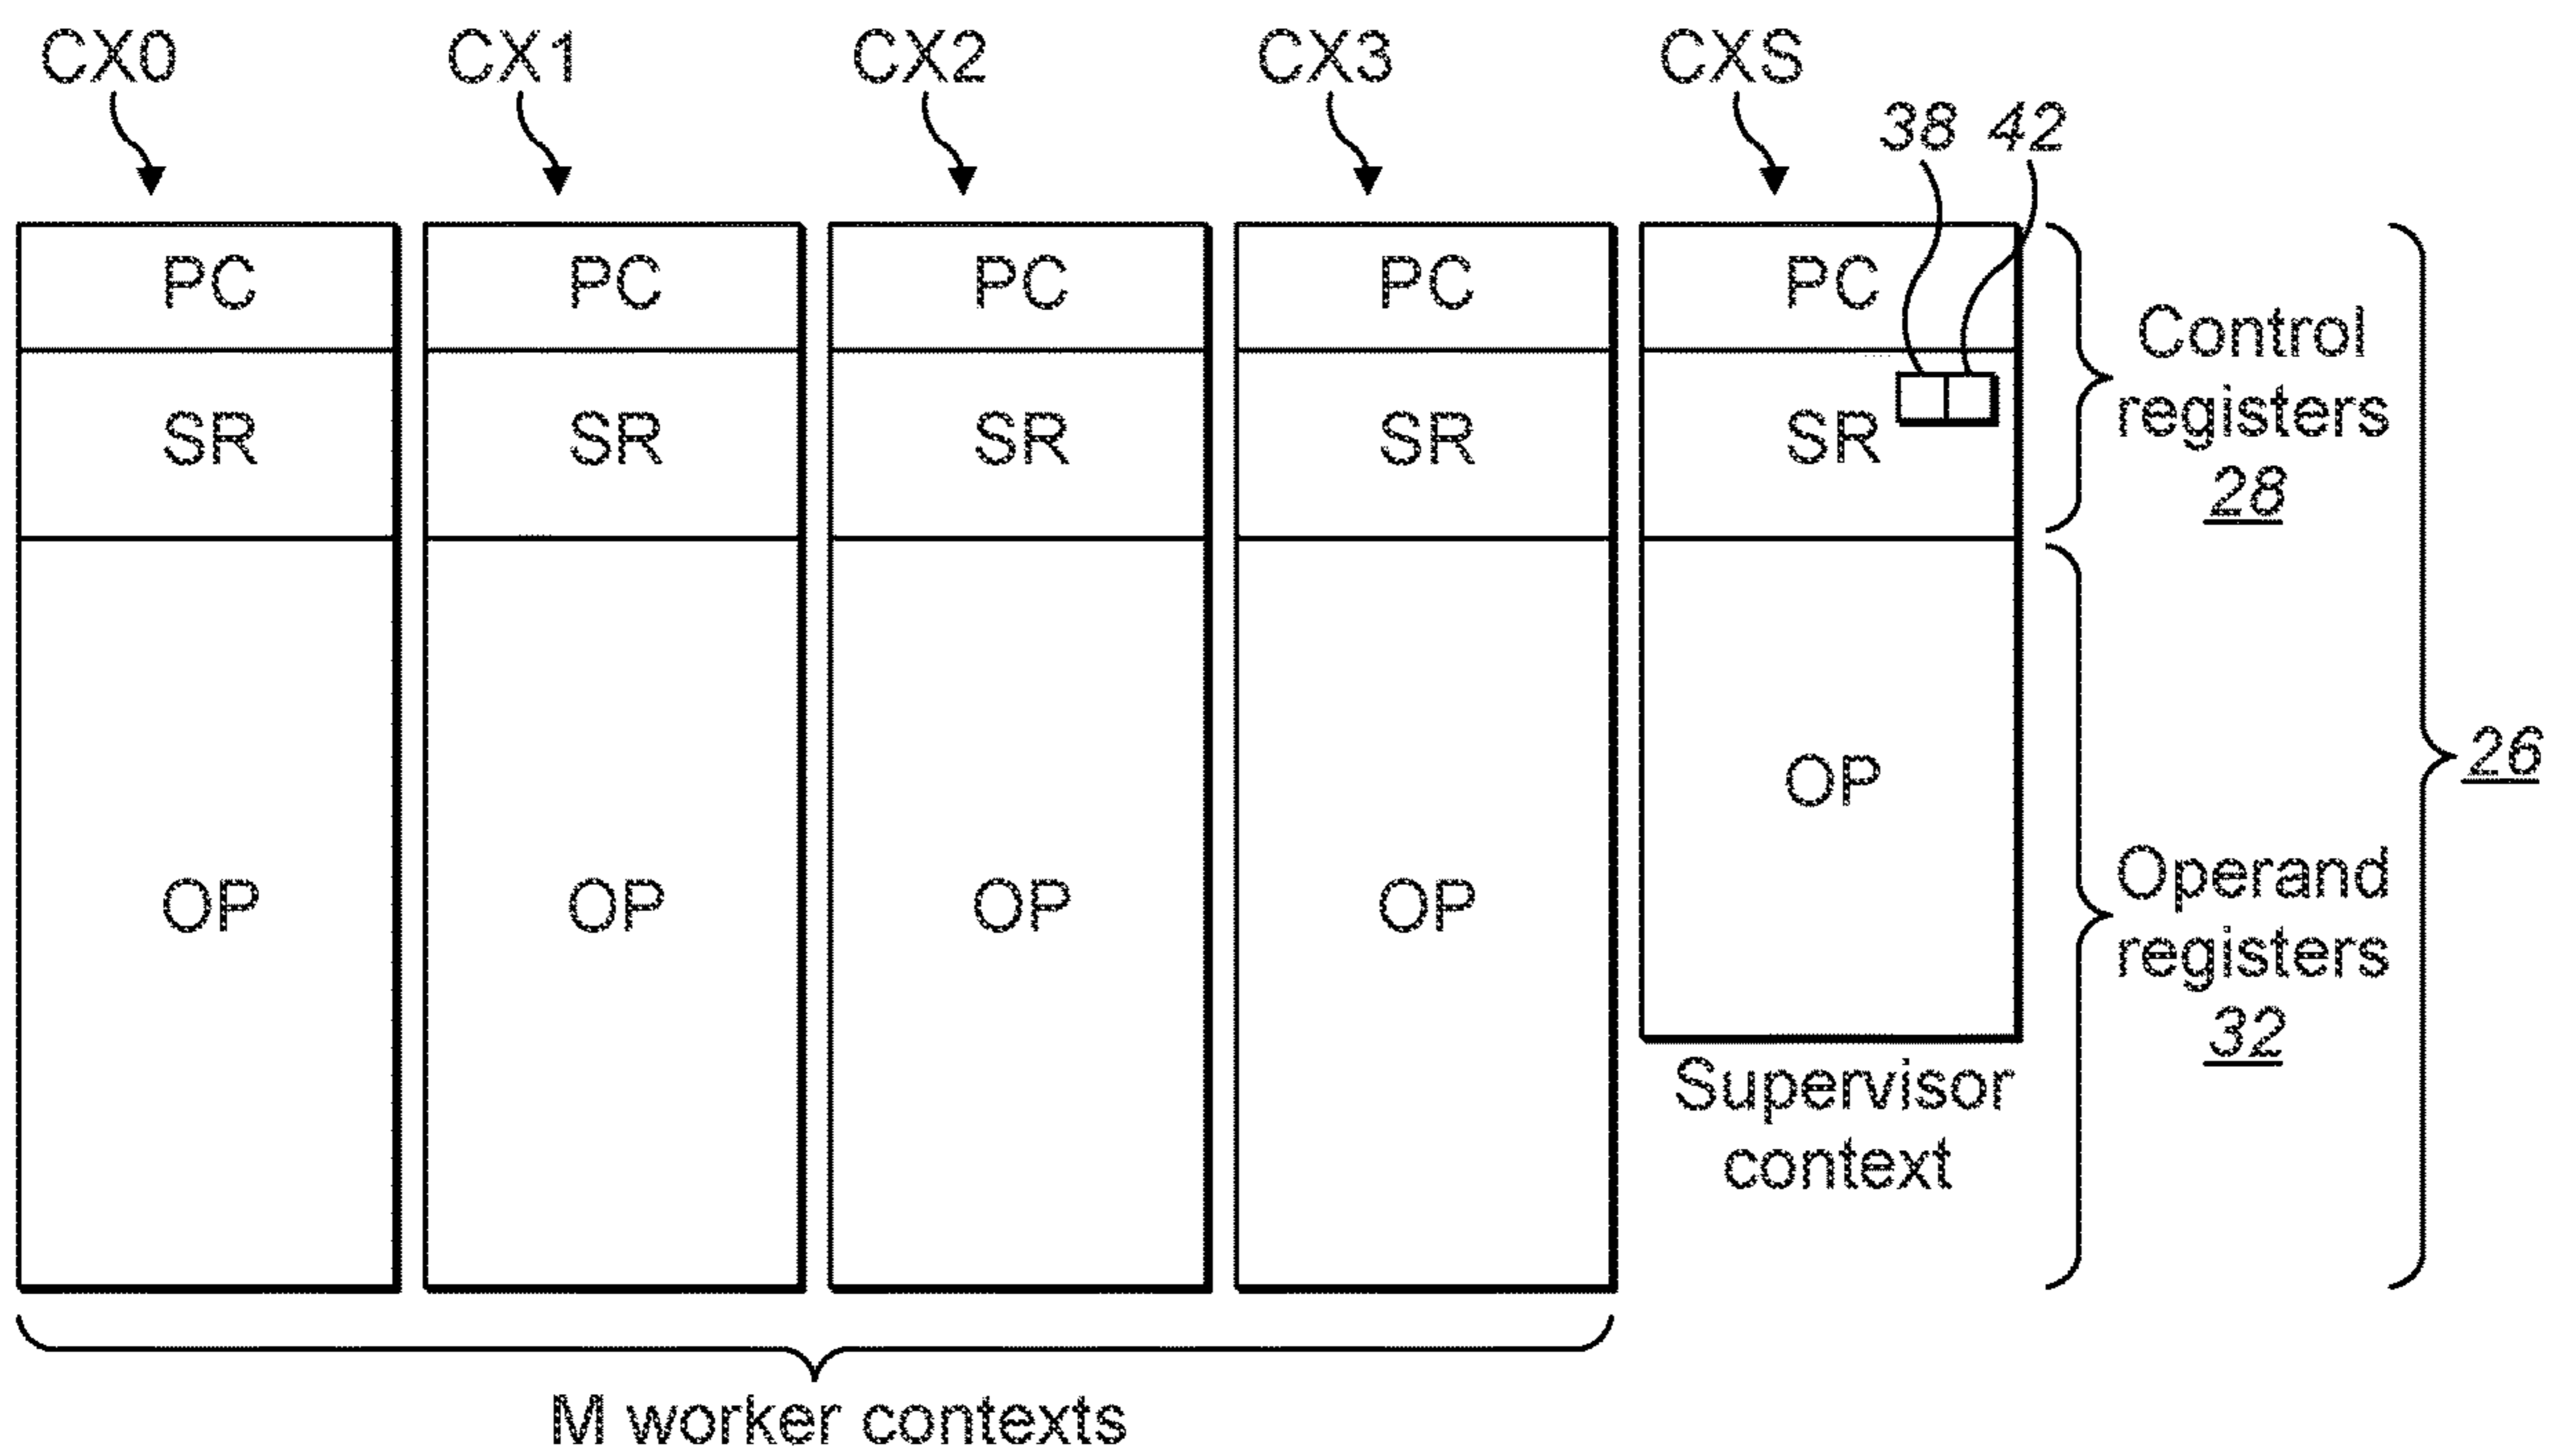 CX0
CX1
CX2
CX3
CXS
38 42
PC
PC
PC
PC
PC
SR
SR
SR
SR
SR
Control
registers
28
OP
OP
OP
OP
OP
Operand
registers
32
26
Supervisor
context
M worker contexts